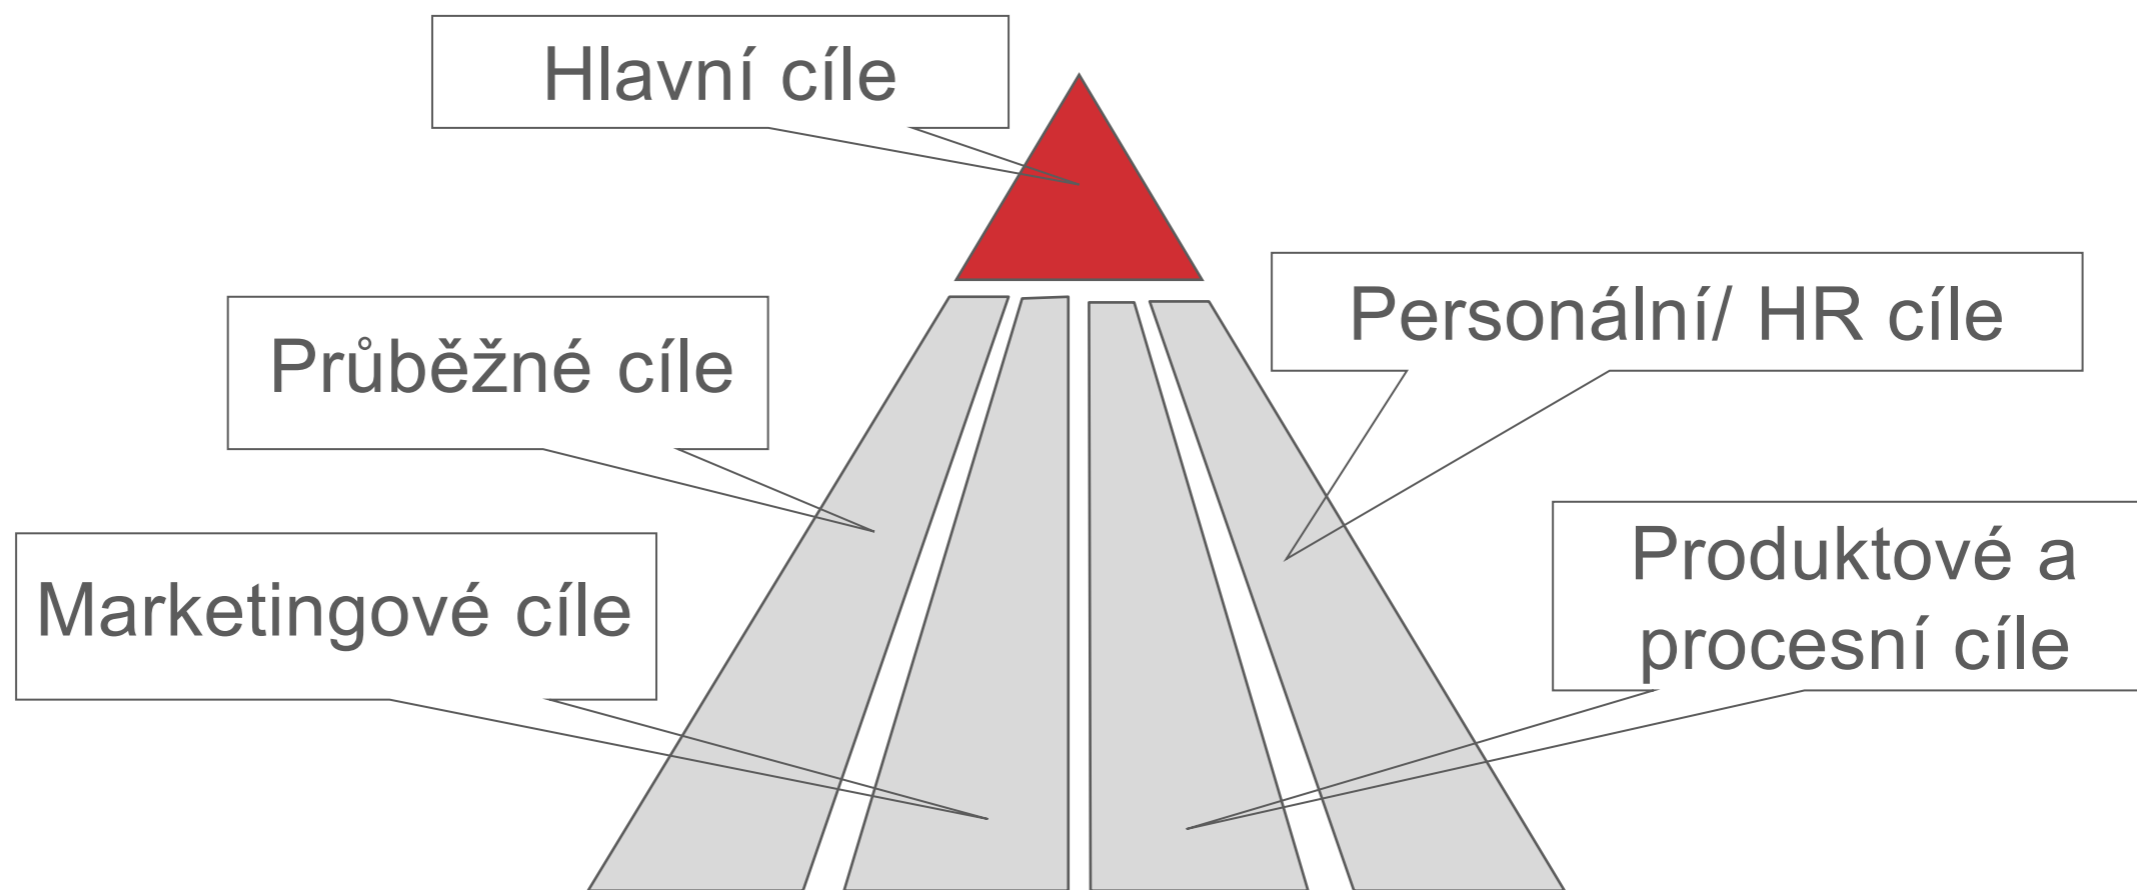 Hlavní cíle
Personální/ HR cíle
Průběžné cíle
Produktové a
procesní cíle
Marketingové cíle